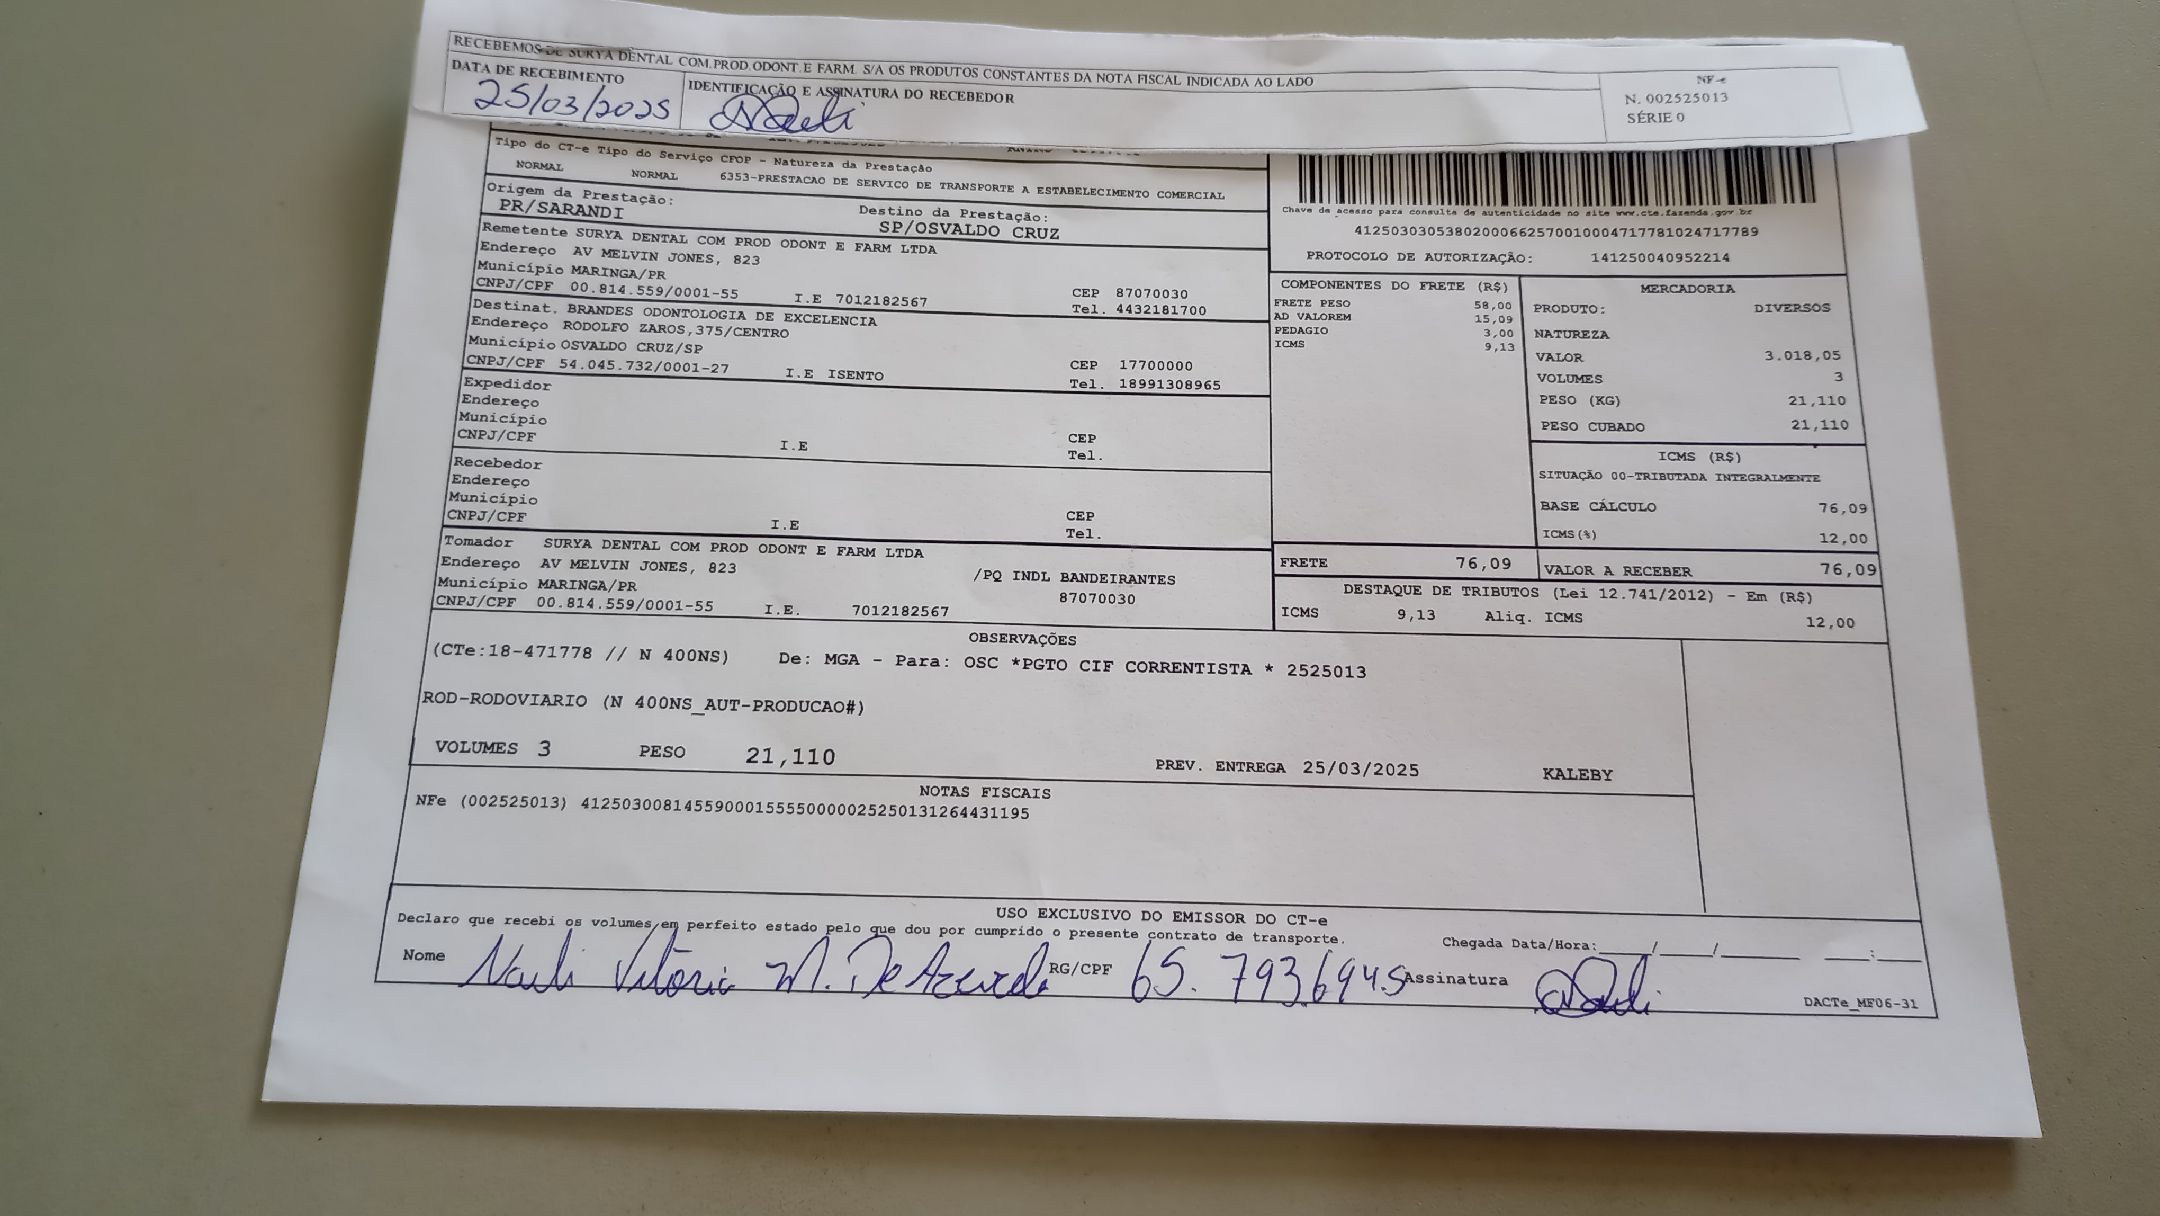 RECEBEMOS DE SURYA DENTAL COM.PROD.ODONT.E FARM. S/A OS PRODUTOS CONSTANTES DA NOTA FISCAL INDICADA AO LADO
DATA DE RECEBIMENTO IDENTIFICAÇÃO E ASSINATURA DO RECEBEDOR
25/03/2025
NF-e
N. 002525013
SÉRIE 0
Tipo do CT-e Tipo do Serviço CFOP - Natureza da Prestação
NORMAL NORMAL 6353-PRESTACAO DE SERVICO DE TRANSPORTE A ESTABELECIMENTO COMERCIAL
Origem da Prestação: Destino da Prestação:
PR/SARANDI SP/OSVALDO CRUZ
Remetente SURYA DENTAL COM PROD ODONT E FARM LTDA
Endereço AV MELVIN JONES, 823
Município MARINGA/PR CEP 87070030
CNPJ/CPF 00.814.559/0001-55 I.E 7012182567 Tel. 4432181700
Destinat. BRANDES ODONTOLOGIA DE EXCELENCIA
Endereço RODOLFO ZAROS,375/CENTRO
Município OSVALDO CRUZ/SP CEP 17700000
CNPJ/CPF 54.045.732/0001-27 I.E ISENTO Tel. 18991308965
Expedidor
Endereço
Município CEP
CNPJ/CPF I.E Tel.
Recebedor
Endereço
Município CEP
CNPJ/CPF I.E Tel.
Tomador SURYA DENTAL COM PROD ODONT E FARM LTDA
Endereço AV MELVIN JONES, 823 /PQ INDL BANDEIRANTES
Município MARINGA/PR 87070030
CNPJ/CPF 00.814.559/0001-55 I.E. 7012182567
Chave de acesso para consulta de autenticidade no site www.cte.fazenda.gov.br
41250303053802000662570010004717781024717789
PROTOCOLO DE AUTORIZAÇÃO: 141250040952214
COMPONENTES DO FRETE (R$)
FRETE PESO 58,00
AD VALOREM 15,09
PEDAGIO 3,00
ICMS 9,13
MERCADORIA
PRODUTO: DIVERSOS
NATUREZA
VALOR 3.018,05
VOLUMES 3
PESO (KG) 21,110
PESO CUBADO 21,110
ICMS (R$)
SITUAÇÃO 00-TRIBUTADA INTEGRALMENTE
BASE CÁLCULO 76,09
ICMS(%) 12,00
FRETE 76,09 VALOR A RECEBER 76,09
DESTAQUE DE TRIBUTOS (Lei 12.741/2012) - Em (R$)
ICMS 9,13 Aliq. ICMS 12,00
OBSERVAÇÕES
(CTe:18-471778 // N 400NS) De: MGA - Para: OSC *PGTO CIF CORRENTISTA * 2525013
ROD-RODOVIARIO (N 400NS_AUT-PRODUCAO#)
VOLUMES 3 PESO 21,110 PREV. ENTREGA 25/03/2025 KALEBY
NOTAS FISCAIS
NFe (002525013) 41250300814559000155550000025250131264431195
USO EXCLUSIVO DO EMISSOR DO CT-e
Declaro que recebi os volumes em perfeito estado pelo que dou por cumprido o presente contrato de transporte. Chegada Data/Hora: ___/___/_____ ___:___
Nome Vitória M. De Azevedo RG/CPF 65.793.694.5 Assinatura
DACTe_MF06-31